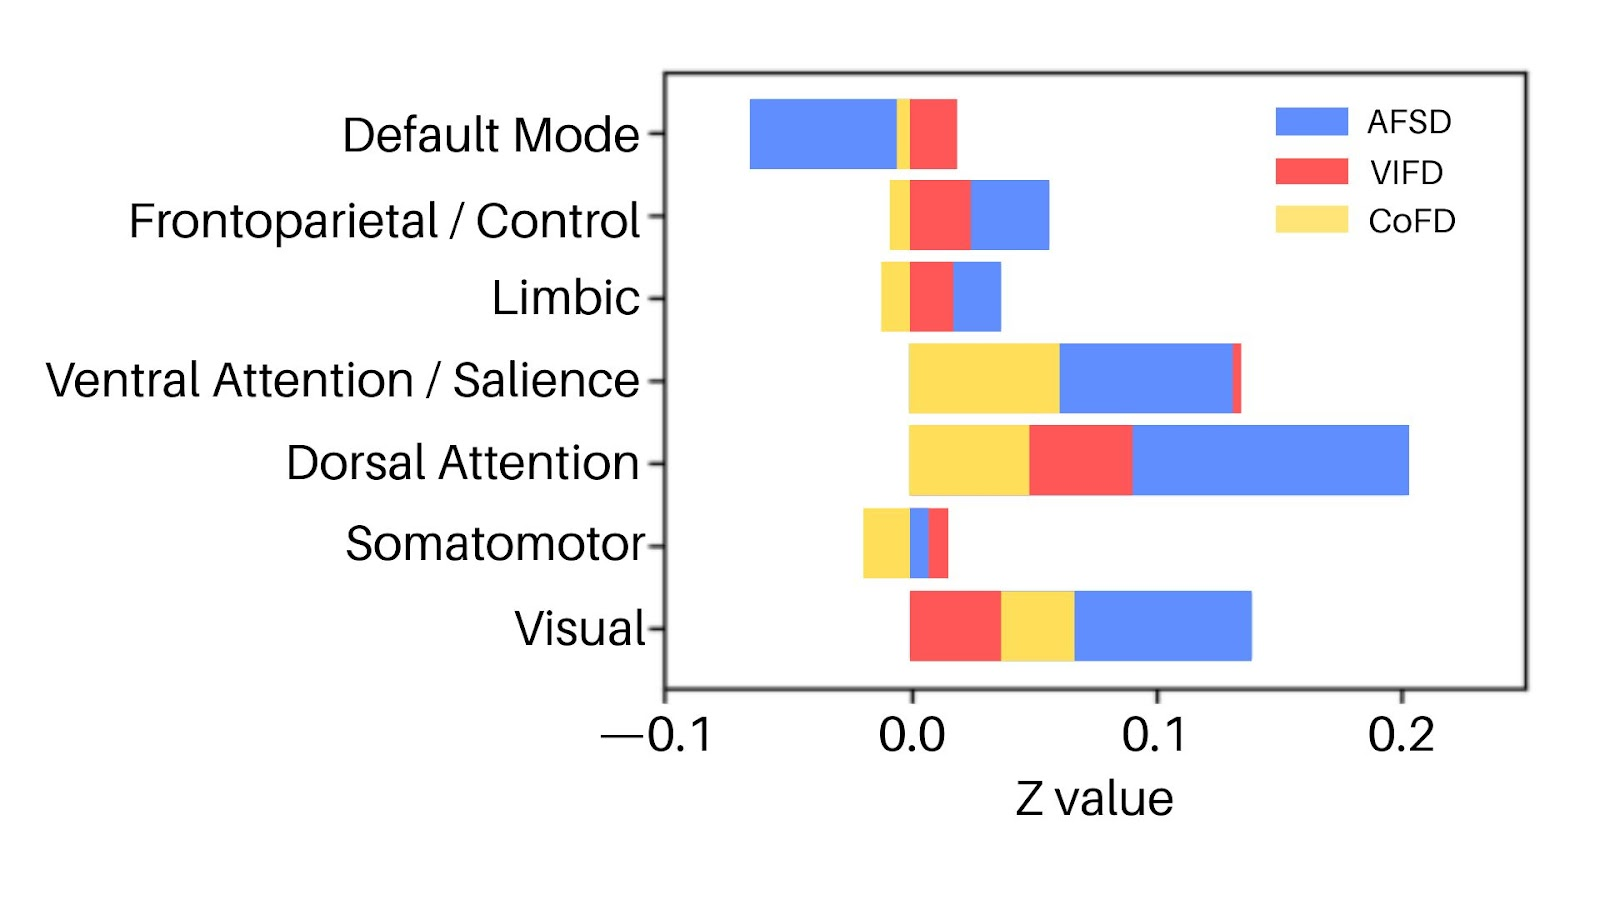 Default Mode
Frontoparietal / Control
Limbic
Ventral Attention / Salience
Dorsal Attention
Somatomotor
Visual
AFSD
VIFD
CoFD
—0.1 0.0 0.1 0.2
Z value